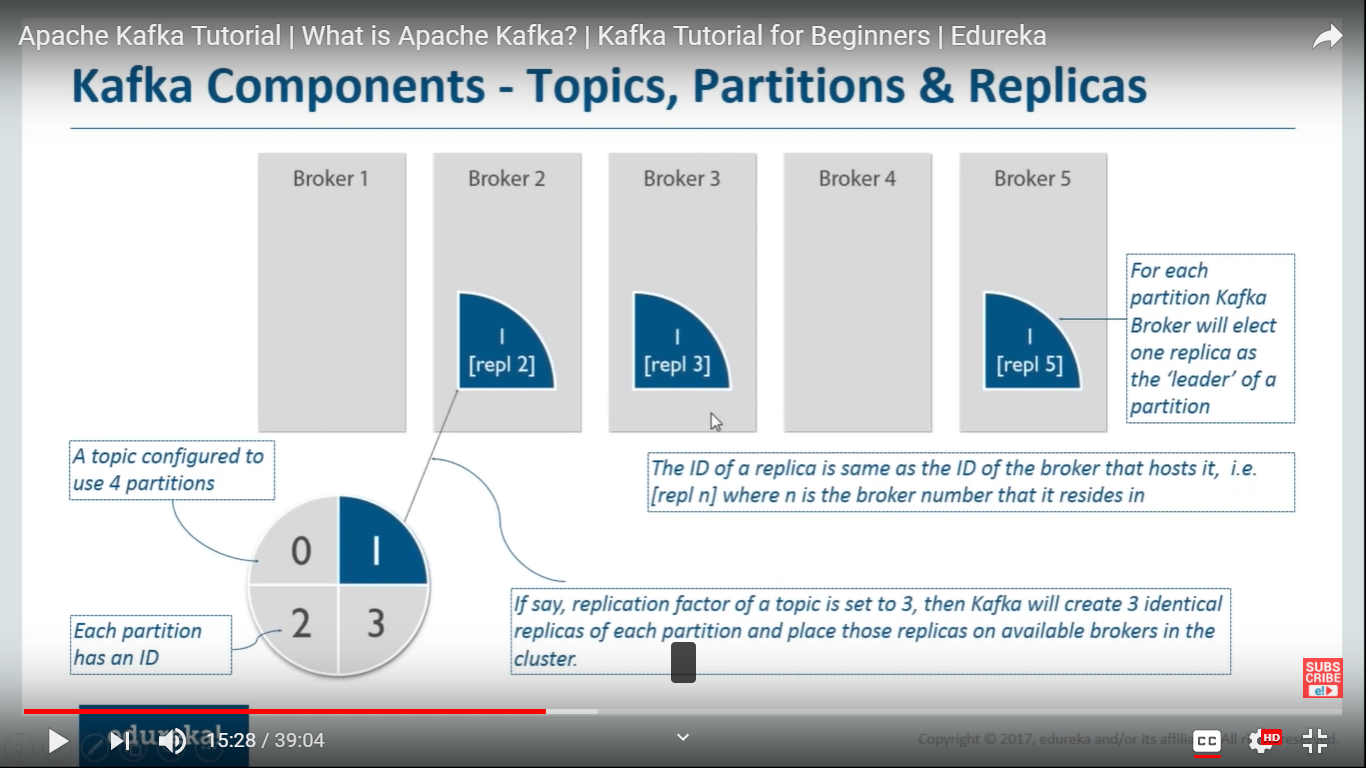 Apache Kafka Tutorial | What is Apache Kafka? | Kafka Tutorial for Beginners | Edureka
Kafka Components - Topics, Partitions & Replicas
Broker 1
Broker 2
Broker 3
Broker 4
Broker 5
1
[repl 2]
1
[repl 3]
1
[repl 5]
For each
partition Kafka
Broker will elect
one replica as
the ‘leader’ of a
partition
A topic configured to
use 4 partitions
The ID of a replica is same as the ID of the broker that hosts it, i.e.
[repl n] where n is the broker number that it resides in
0
1
2
3
Each partition
has an ID
If say, replication factor of a topic is set to 3, then Kafka will create 3 identical
replicas of each partition and place those replicas on available brokers in the
cluster.
SUBS
CRIBE
e!
edureka!
15:28 / 39:04
Copyright © 2017, edureka and/or its All
CC
HD